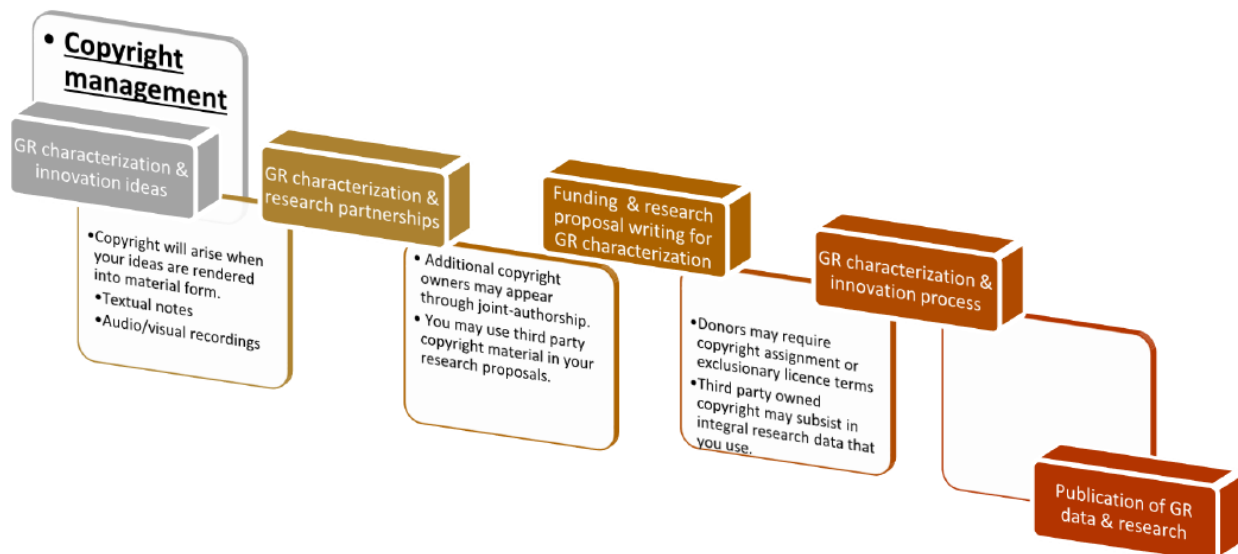 • Copyright
management
GR characterization &
innovation ideas
•Copyright will arise when
your ideas are rendered
into material form.
•Textual notes
•Audio/visual recordings
GR characterization &
research partnerships
• Additional copyright
owners may appear
through joint-authorship.
• You may use third party
copyright material in your
research proposals.
Funding & research
proposal writing for
GR characterization
•Donors may require
copyright assignment or
exclusionary licence terms
•Third party owned
copyright may subsist in
integral research data that
you use.
GR characterization &
innovation process
Publication of GR
data & research